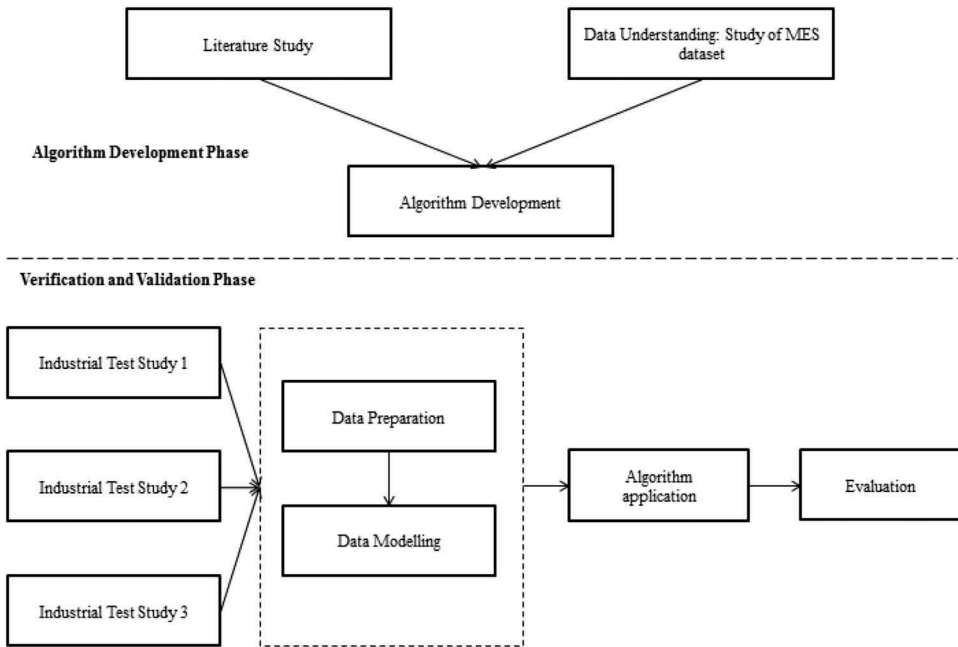 Literature Study
Data Understanding: Study of MES
dataset
Algorithm Development Phase
Algorithm Development
Verification and Validation Phase
Industrial Test Study 1
Industrial Test Study 2
Industrial Test Study 3
Data Preparation
Data Modelling
Algorithm
application
Evaluation